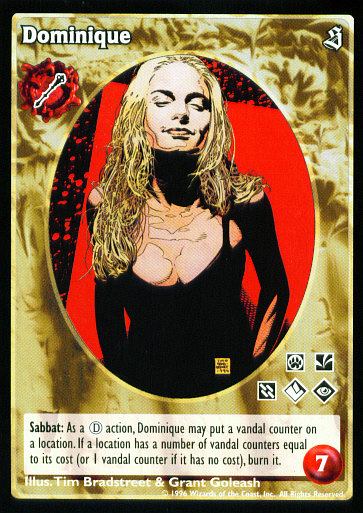 Dominique
Sabbat: As a Ⓓ action, Dominique may put a vandal counter on
a location. If a location has a number of vandal counters equal
to its cost (or 1 vandal counter if it has no cost), burn it.
7
Illus. Tim Bradstreet & Grant Goleash
© 1996 Wizards of the Coast, Inc. All Rights Reserved.